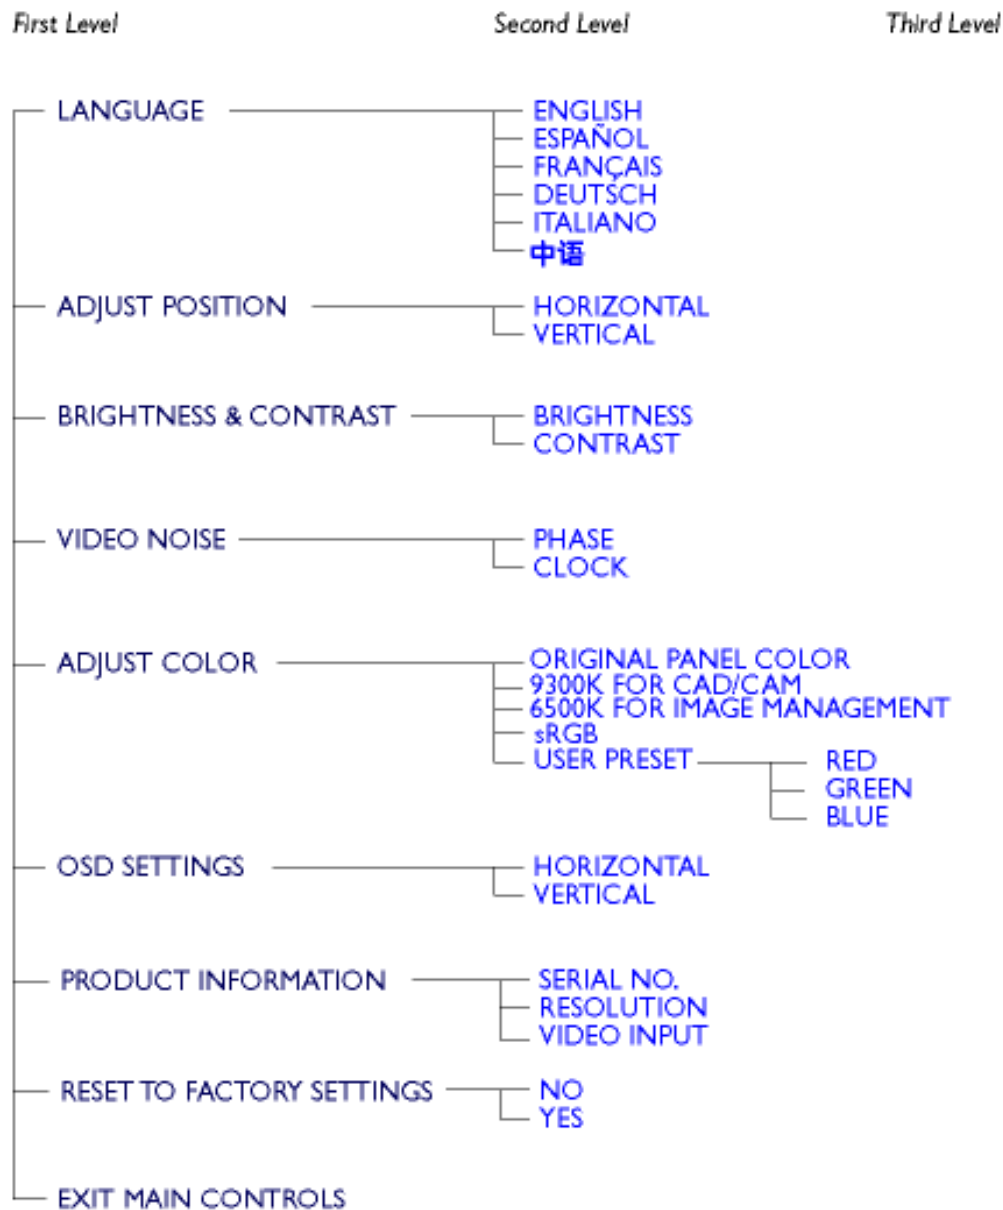 First Level Second Level Third Level
LANGUAGE ENGLISH
ESPAÑOL
FRANÇAIS
DEUTSCH
ITALIANO
中语
ADJUST POSITION HORIZONTAL
VERTICAL
BRIGHTNESS & CONTRAST BRIGHTNESS
CONTRAST
VIDEO NOISE PHASE
CLOCK
ADJUST COLOR ORIGINAL PANEL COLOR
9300K FOR CAD/CAM
6500K FOR IMAGE MANAGEMENT
sRGB
USER PRESET RED
GREEN
BLUE
OSD SETTINGS HORIZONTAL
VERTICAL
PRODUCT INFORMATION SERIAL NO.
RESOLUTION
VIDEO INPUT
RESET TO FACTORY SETTINGS NO
YES
EXIT MAIN CONTROLS